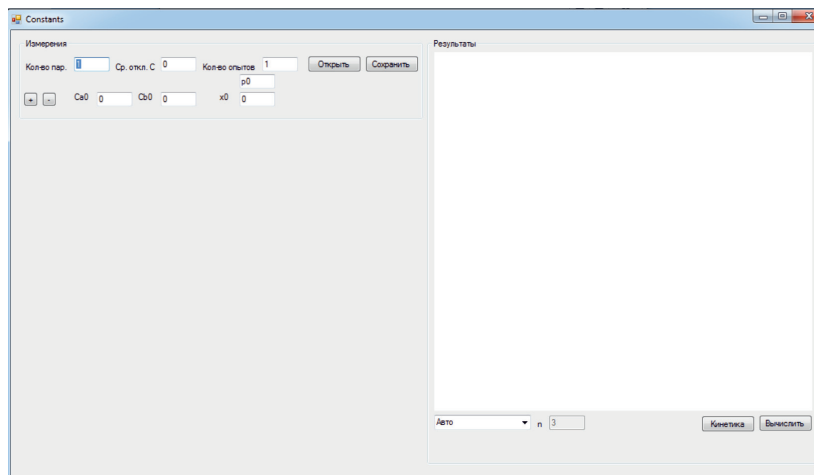 Constants
Измерения
Кол-во пар. 1 Ср. откл. С 0 Кол-во опытов 1 Открыть Сохранить
p0
+ - Ca0 0 Cb0 0 x0 0
Результаты
Авто n 3 Кинетика Вычислить